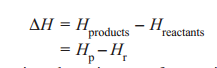 ΔH = H_products – H_reactants
= H_p – H_r